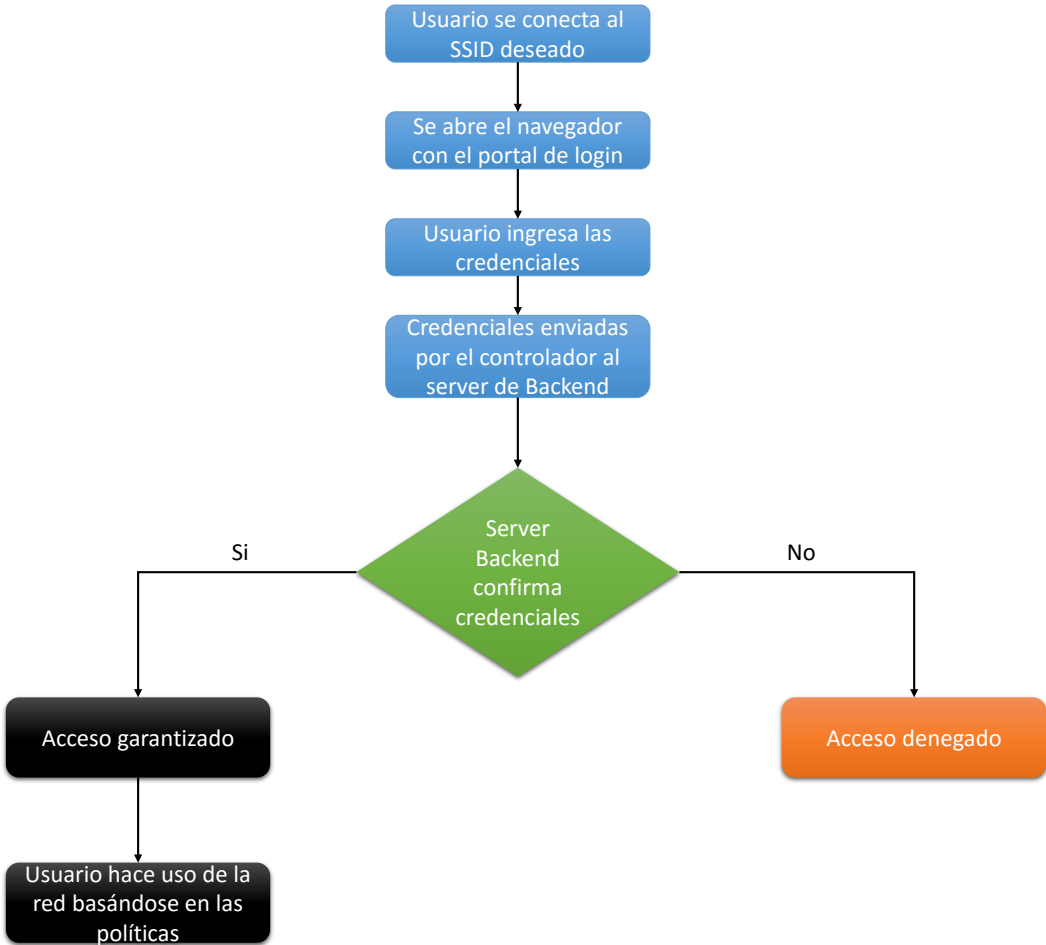 Usuario se conecta al
SSID deseado
Se abre el navegador
con el portal de login
Usuario ingresa las
credenciales
Credenciales enviadas
por el controlador al
server de Backend
Server
Backend
confirma
credenciales
Si
No
Acceso garantizado
Acceso denegado
Usuario hace uso de la
red basándose en las
políticas